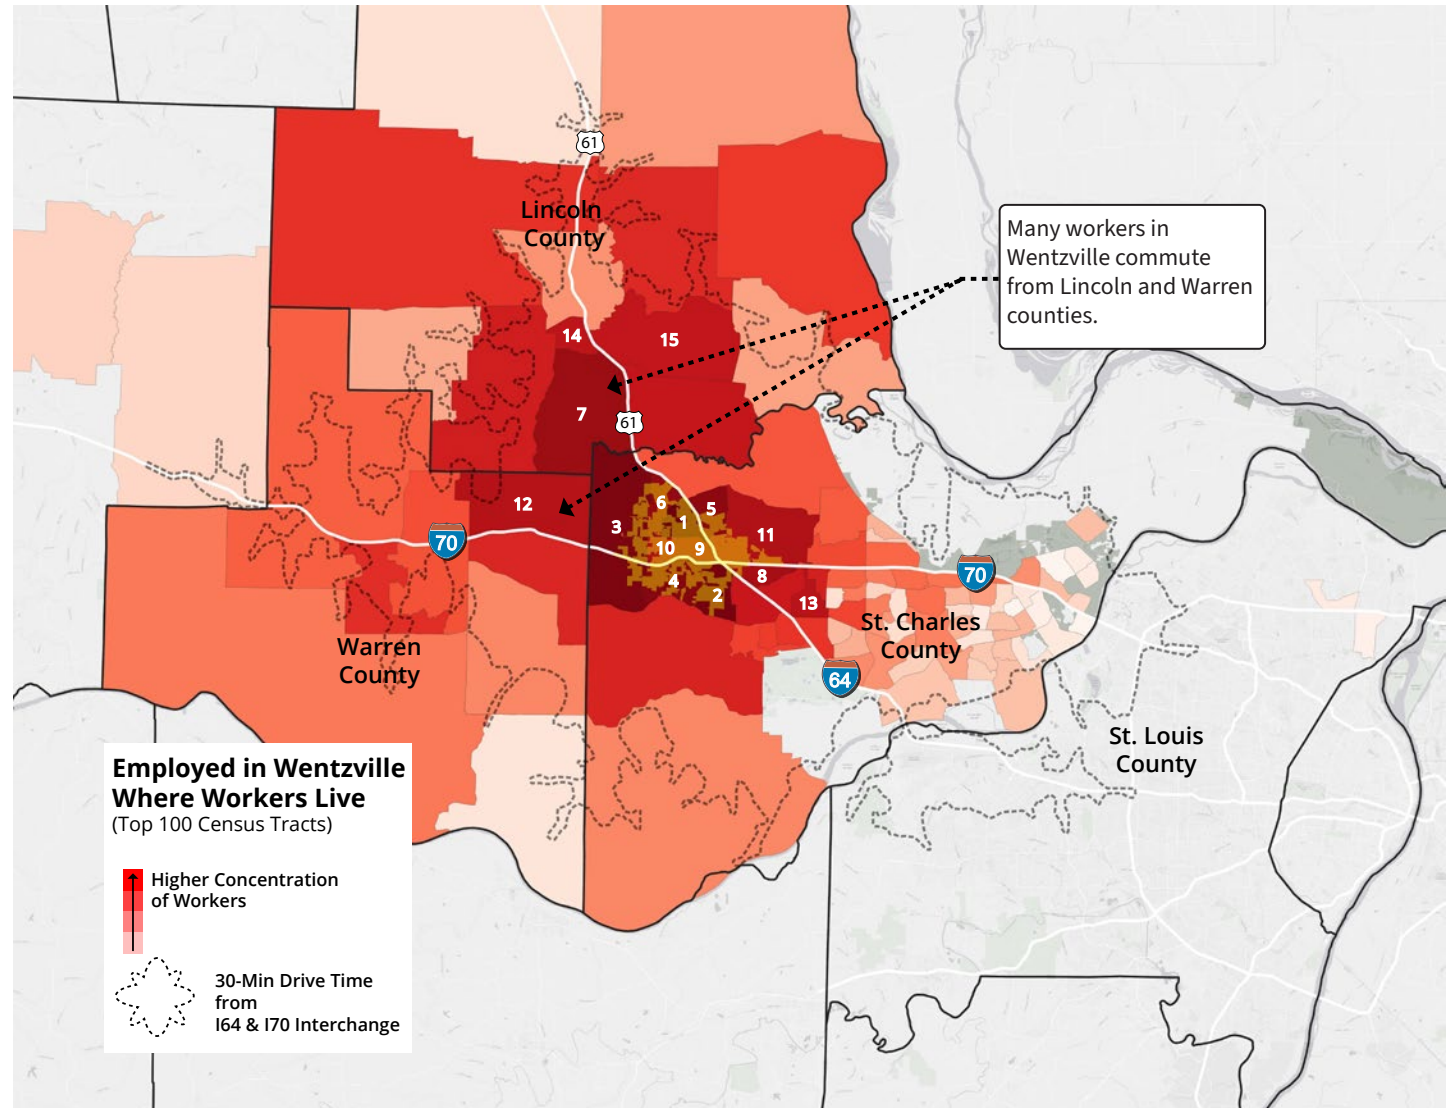 61
Lincoln
County
Many workers in
Wentzville commute
from Lincoln and Warren
counties.
14
15
7
61
12
3
6
1
5
11
10
9
8
4
2
13
70
70
St. Charles
County
64
Warren
County
St. Louis
County
Employed in Wentzville
Where Workers Live
(Top 100 Census Tracts)
Higher Concentration
of Workers
30-Min Drive Time
from
I64 & I70 Interchange